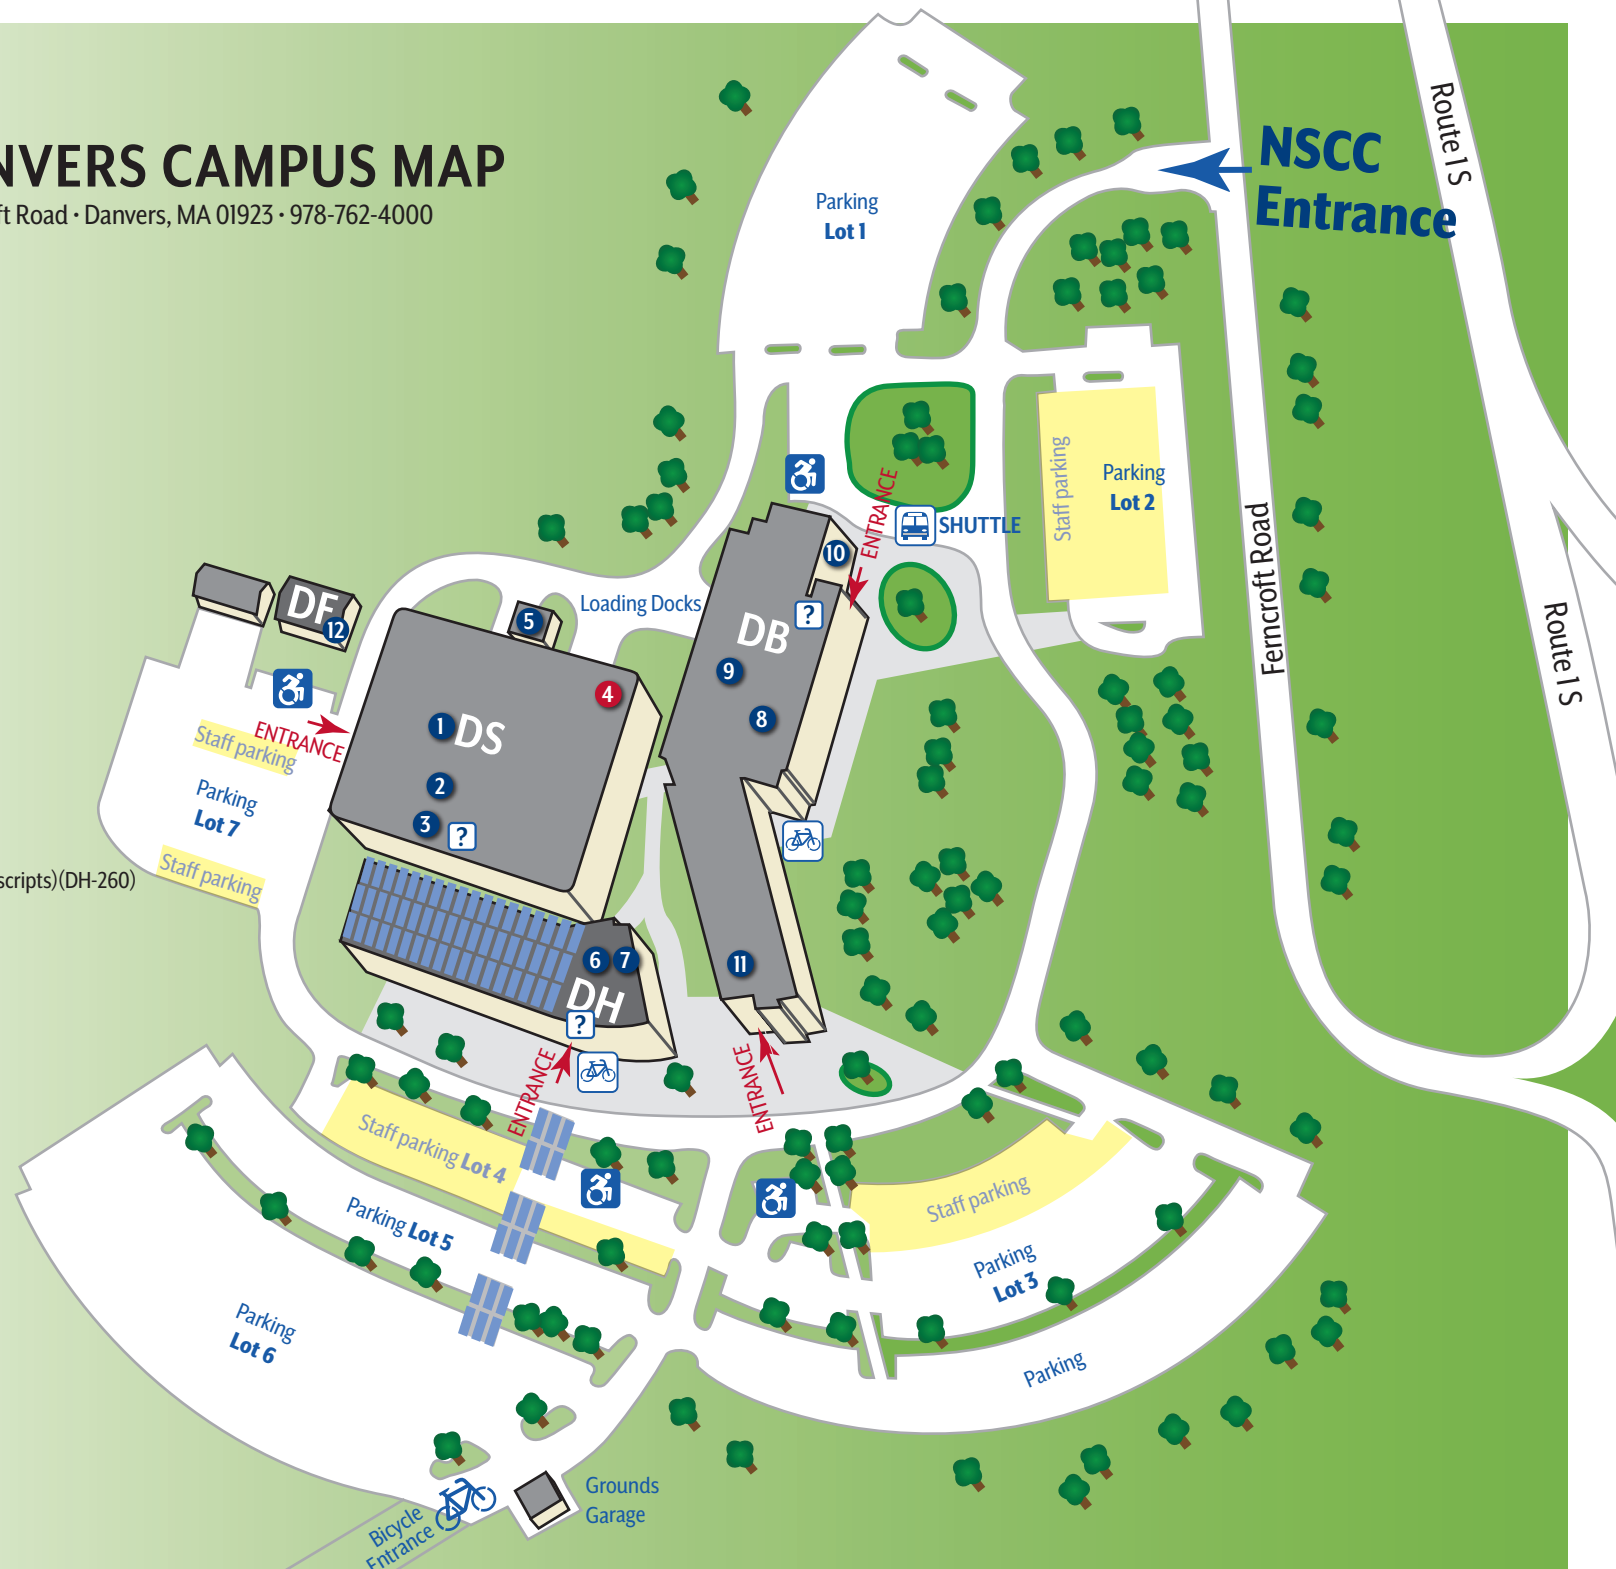 NVERS CAMPUS MAP
ft Road • Danvers, MA 01923 • 978-762-4000
NSCC
Entrance
Route 1 S
Parking
Lot 1
Staff parking
Parking
Lot 2
Ferncroft Road
Route 1 S
ENTRANCE
SHUTTLE
10
?
DB
9
8
11
Loading Docks
5
DF
12
4
1
DS
2
3
?
ENTRANCE
Staff parking
Parking
Lot 7
Staff parking
scripts)(DH-260)
6
7
DH
?
ENTRANCE
ENTRANCE
Staff parking Lot 4
Parking Lot 5
Parking
Lot 6
Staff parking
Parking
Lot 3
Parking
Grounds
Garage
Bicycle
Entrance